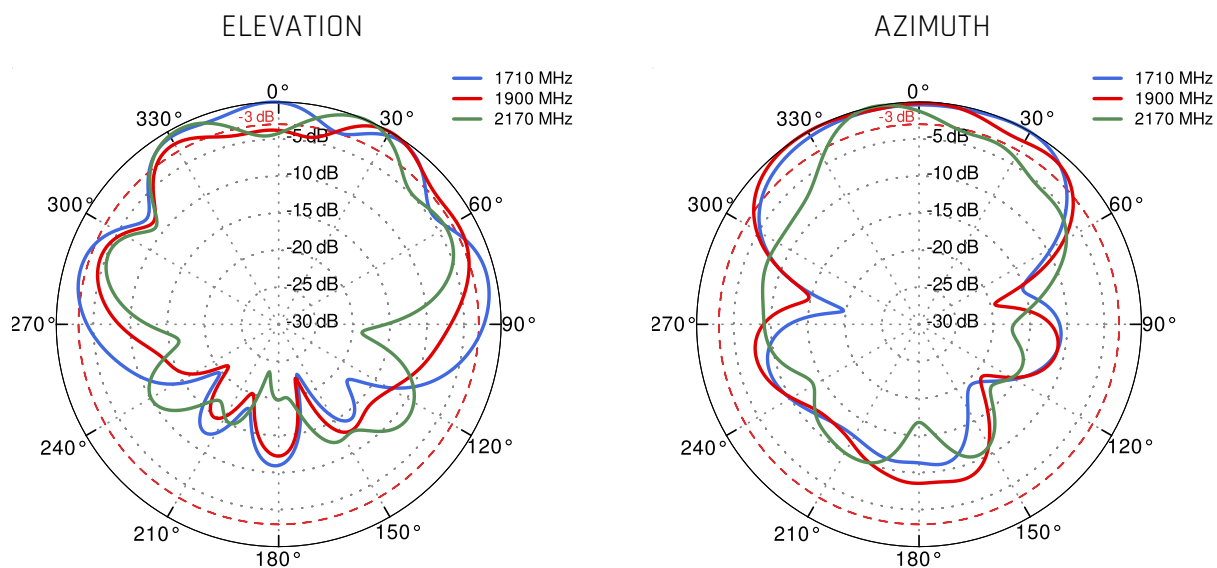 ELEVATION
1710 MHz
1900 MHz
2170 MHz
0°
330°
-3 dB
30°
-5 dB
-10 dB
300°
-15 dB
60°
-20 dB
-25 dB
270°
-30 dB
90°
240°
120°
210°
150°
180°
AZIMUTH
1710 MHz
1900 MHz
2170 MHz
0°
330°
-3 dB
30°
-5 dB
-10 dB
300°
-15 dB
60°
-20 dB
-25 dB
270°
-30 dB
90°
240°
120°
210°
150°
180°